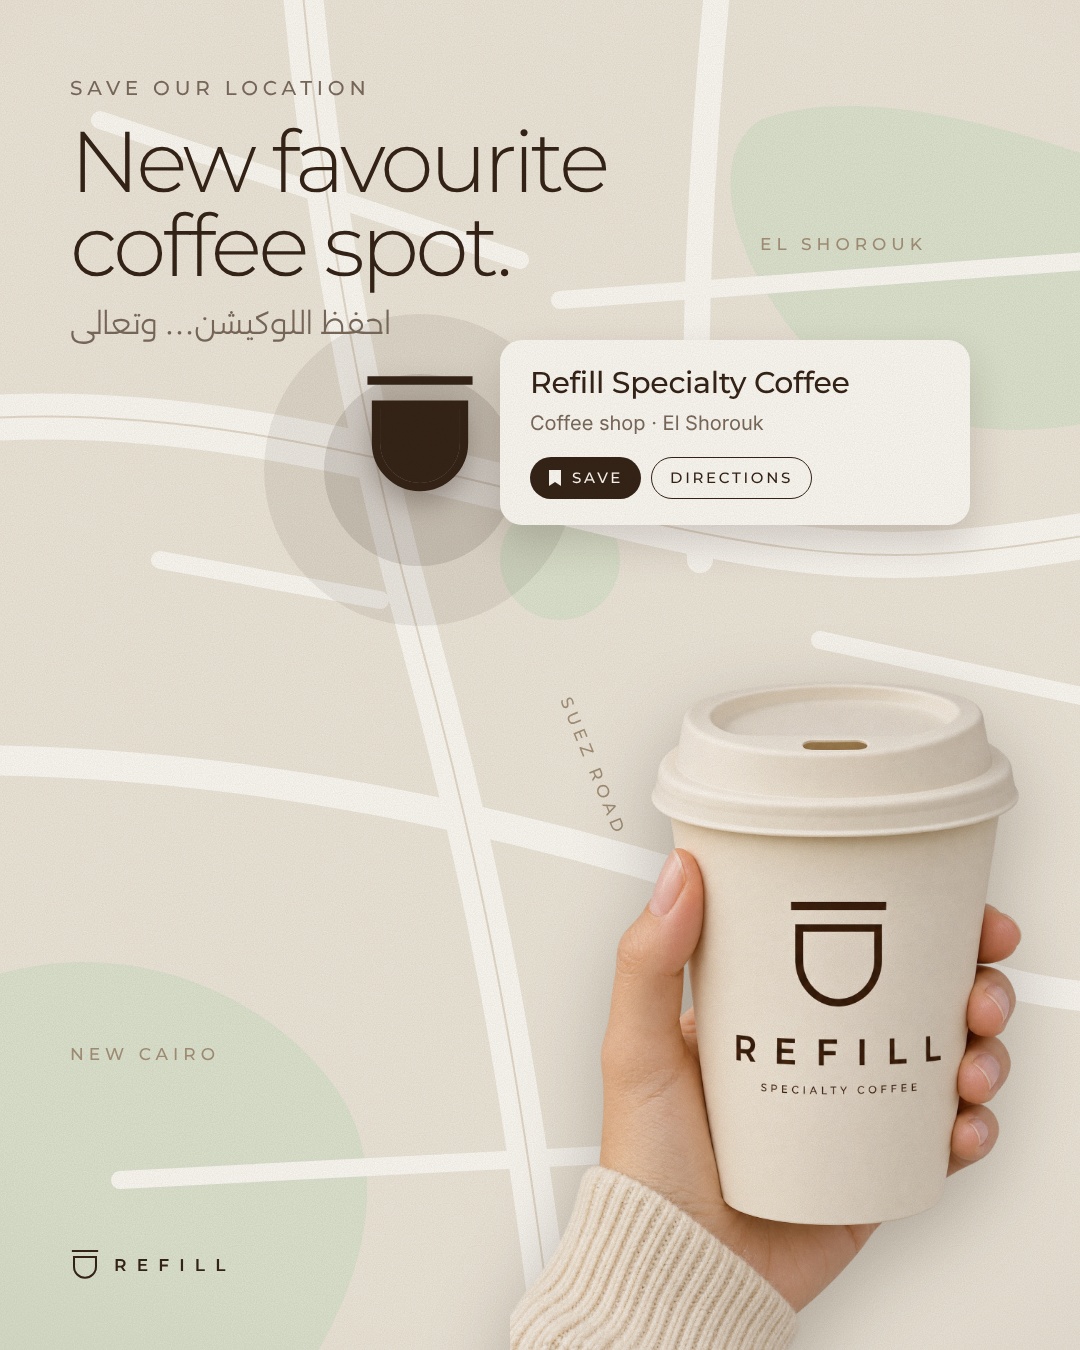 SAVE OUR LOCATION
New favourite
coffee spot.
احفظ اللوكيشن... وتعالى
EL SHOROUK
Refill Specialty Coffee
Coffee shop · El Shorouk
SAVE
DIRECTIONS
SUEZ ROAD
REFILL
SPECIALTY COFFEE
NEW CAIRO
REFILL